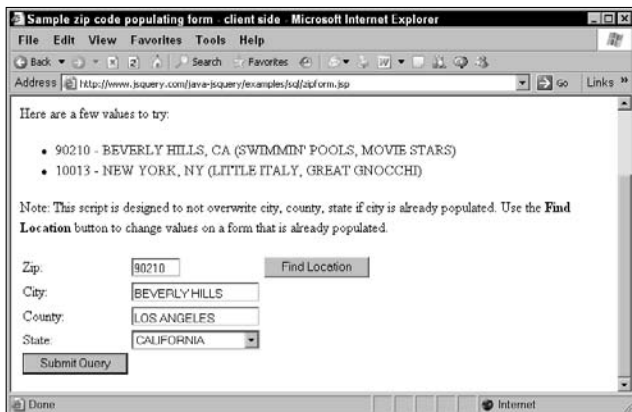 Sample zip code populating form - client side - Microsoft Internet Explorer
File Edit View Favorites Tools Help
Back Search Favorites
Address http://www.jsquery.com/java-jsquery/examples/sql/zipform.jsp Go Links »
Here are a few values to try:
• 90210 - BEVERLY HILLS, CA (SWIMMIN' POOLS, MOVIE STARS)
• 10013 - NEW YORK, NY (LITTLE ITALY, GREAT GNOCCHI)
Note: This script is designed to not overwrite city, county, state if city is already populated. Use the Find
Location button to change values on a form that is already populated.
Zip: 90210 Find Location
City: BEVERLY HILLS
County: LOS ANGELES
State: CALIFORNIA
Submit Query
Done Internet